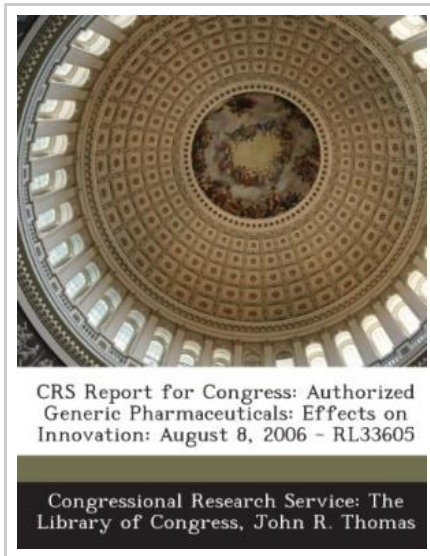 CRS Report for Congress: Authorized
Generic Pharmaceuticals: Effects on
Innovation: August 8, 2006 - RL33605
Congressional Research Service: The
Library of Congress, John R. Thomas